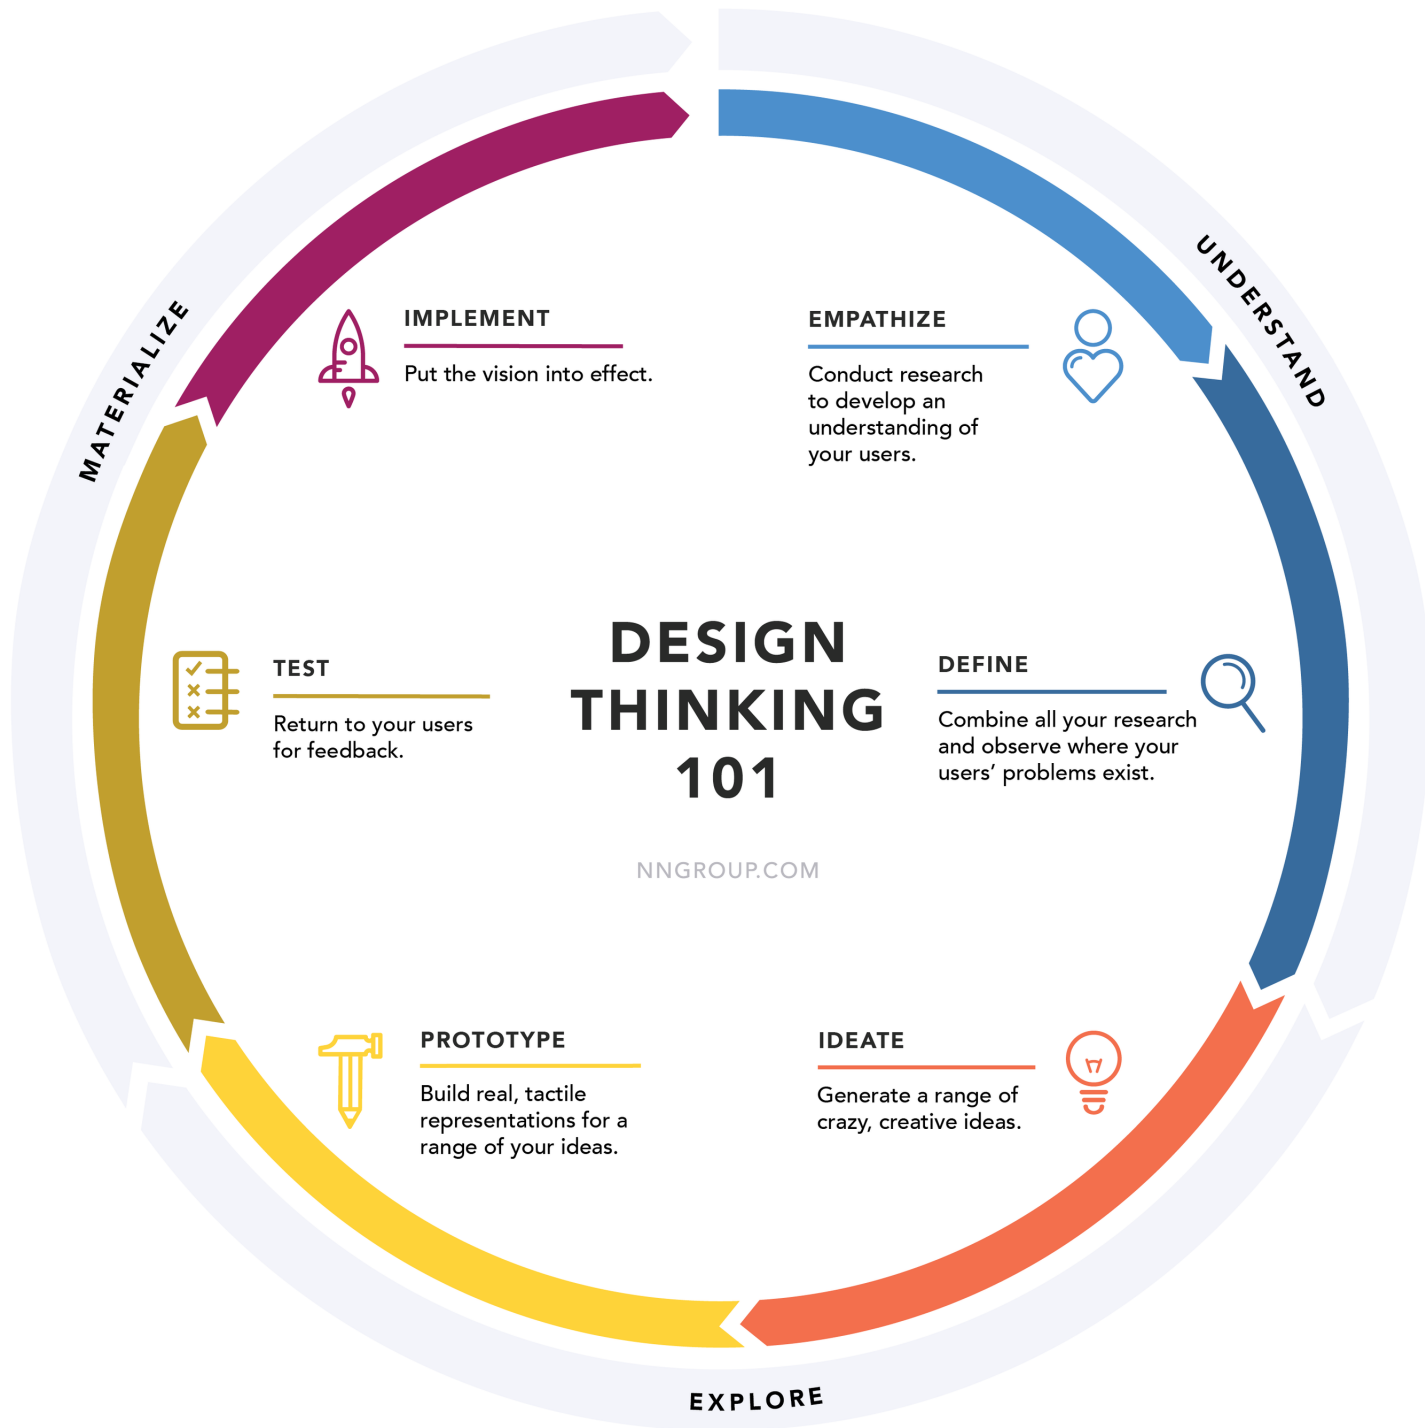 DESIGN
THINKING
101
NNGROUP.COM
UNDERSTAND
EMPATHIZE
Conduct research
to develop an
understanding of
your users.
DEFINE
Combine all your research
and observe where your
users’ problems exist.
EXPLORE
IDEATE
Generate a range of
crazy, creative ideas.
PROTOTYPE
Build real, tactile
representations for a
range of your ideas.
MATERIALIZE
TEST
Return to your users
for feedback.
IMPLEMENT
Put the vision into effect.